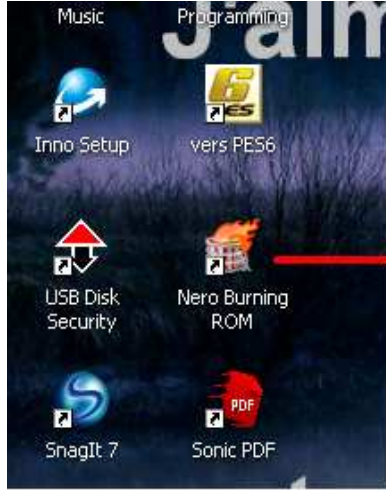 Music
Programming
J'aim
6
PES
Inno Setup
vers PES6
USB Disk
Security
Nero Burning
ROM
PDF
SnagIt 7
Sonic PDF